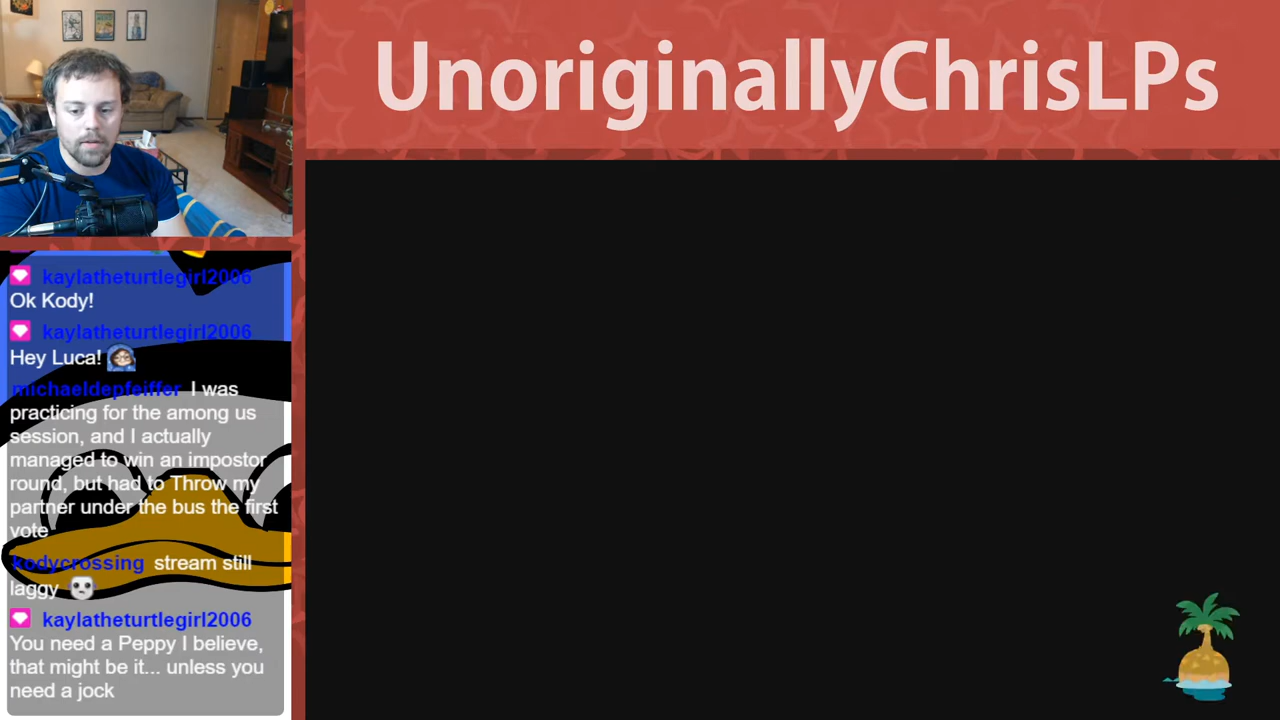 UnoriginallyChrisLPs
kaylatheturtlegirl2006
Ok Kody!
kaylatheturtlegirl2006
Hey Luca!
michaeldepfeiffer I was
practicing for the among us
session, and I actually
managed to win an impostor
round, but had to Throw my
partner under the bus the first
vote
kodycrossing stream still
laggy
kaylatheturtlegirl2006
You need a Peppy I believe,
that might be it... unless you
need a jock